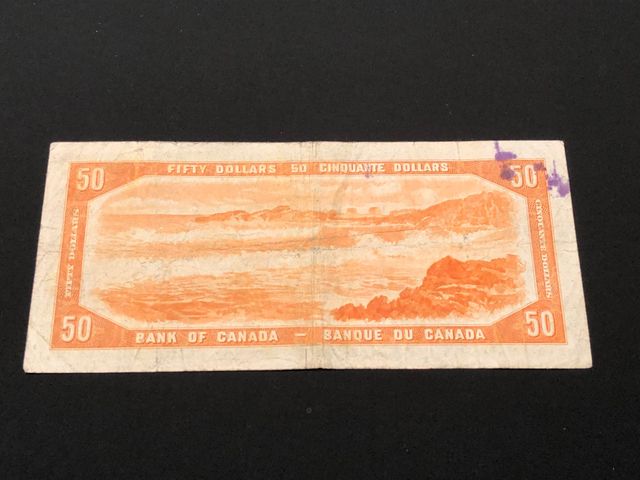 FIFTY DOLLARS 50 CINQUANTE DOLLARS
50
50
FIFTY DOLLARS
CINQUANTE DOLLARS
50
50
BANK OF CANADA — BANQUE DU CANADA